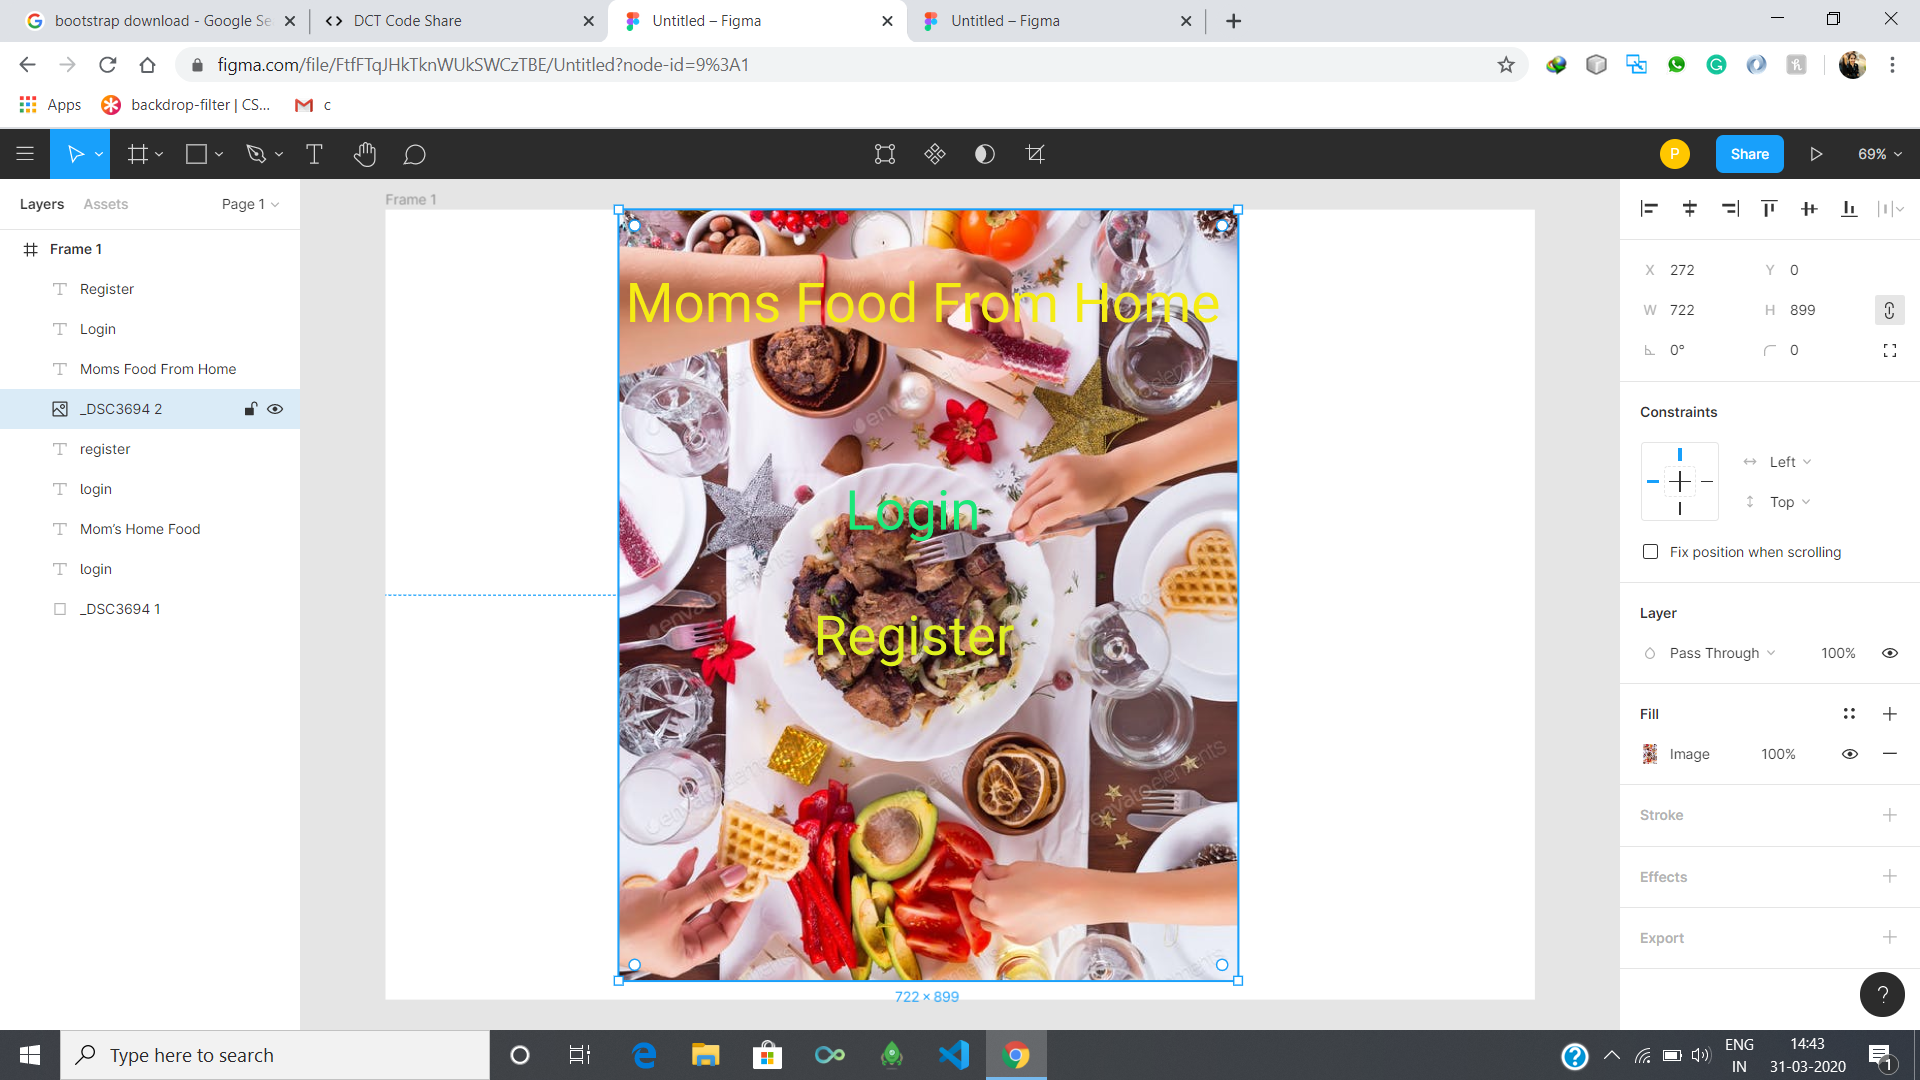 bootstrap download - Google Se
DCT Code Share
Untitled – Figma
Untitled – Figma
figma.com/file/FtfFTqJHkTknWUkSWCzTBE/Untitled?node-id=9%3A1
Apps
backdrop-filter | CS...
c
P
Share
69%
Layers
Assets
Page 1
Frame 1
Register
Login
Moms Food From Home
_DSC3694 2
register
login
Mom's Home Food
login
_DSC3694 1
Frame 1
Moms Food From Home
Login
Register
envatoelements
722 × 899
X 272 Y 0
W 722 H 899
0° 0
Constraints
Left
Top
Fix position when scrolling
Layer
Pass Through 100%
Fill
Image 100%
Stroke
Effects
Export
?
Type here to search
ENG
IN
14:43
31-03-2020
1